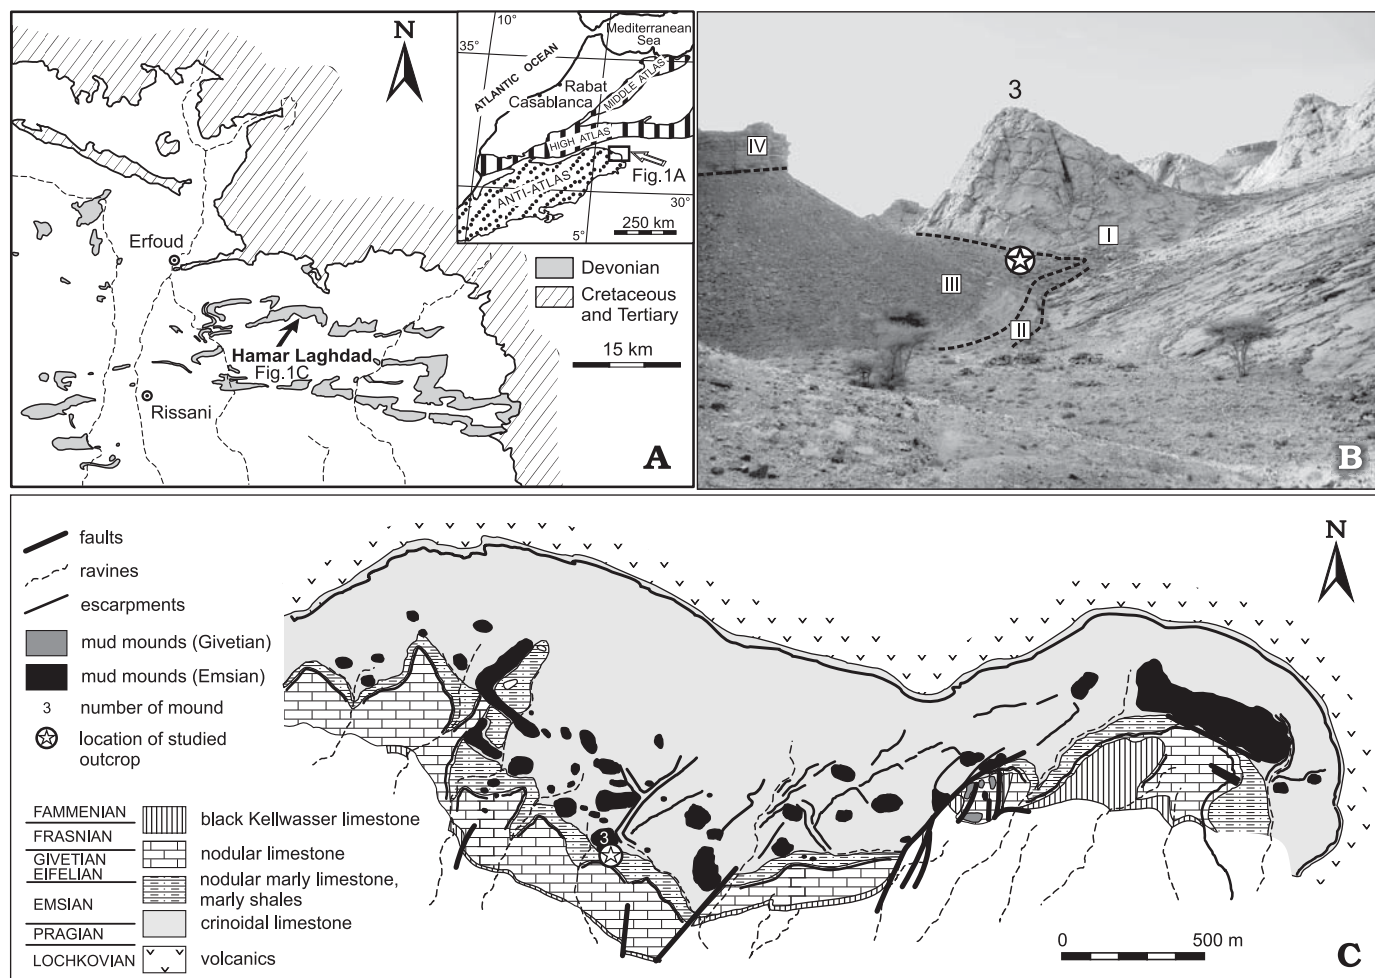 N
10°
35°
Mediterranean
Sea
ATLANTIC OCEAN
Rabat
Casablanca
MIDDLE ATLAS
HIGH ATLAS
ANTI-ATLAS
Fig.1A
30°
5°
250 km
Erfoud
Devonian
Cretaceous
and Tertiary
Hamar Laghdad
Fig.1C
15 km
Rissani
A
3
IV
I
III
II
B
faults
ravines
escarpments
mud mounds (Givetian)
mud mounds (Emsian)
3 number of mound
location of studied
outcrop
FAMMENIAN
FRASNIAN
GIVETIAN
EIFELIAN
EMSIAN
PRAGIAN
LOCHKOVIAN
black Kellwasser limestone
nodular limestone
nodular marly limestone,
marly shales
crinoidal limestone
volcanics
3
N
0 500 m
C